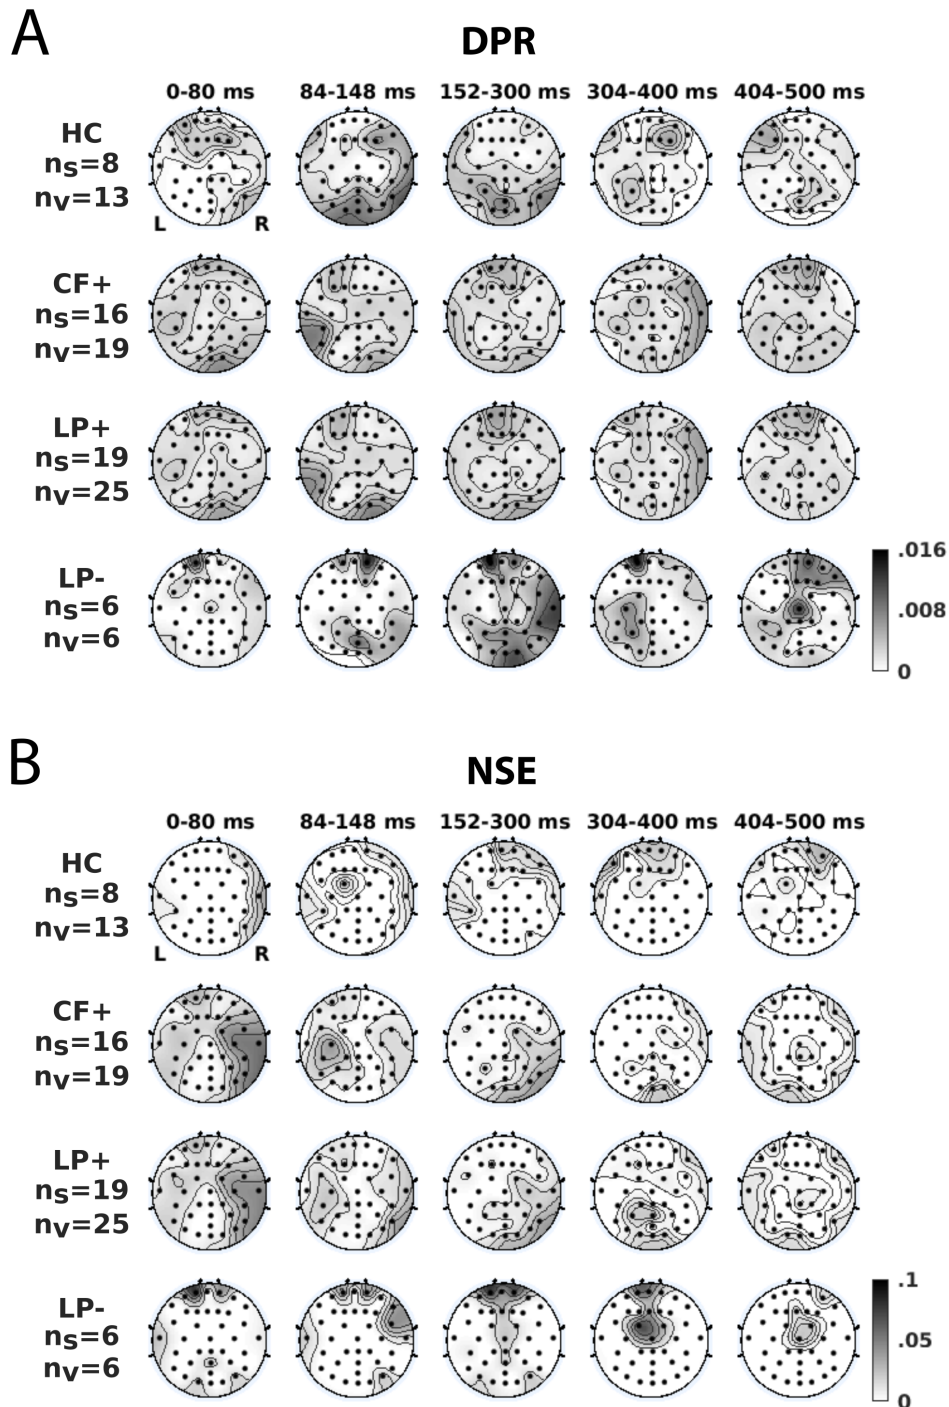 A
DPR
0-80 ms 84-148 ms 152-300 ms 304-400 ms 404-500 ms
HC
ns=8
nv=13
L R
CF+
ns=16
nv=19
LP+
ns=19
nv=25
LP-
ns=6
nv=6
.016
.008
0
B
NSE
0-80 ms 84-148 ms 152-300 ms 304-400 ms 404-500 ms
HC
ns=8
nv=13
L R
CF+
ns=16
nv=19
LP+
ns=19
nv=25
LP-
ns=6
nv=6
.1
.05
0